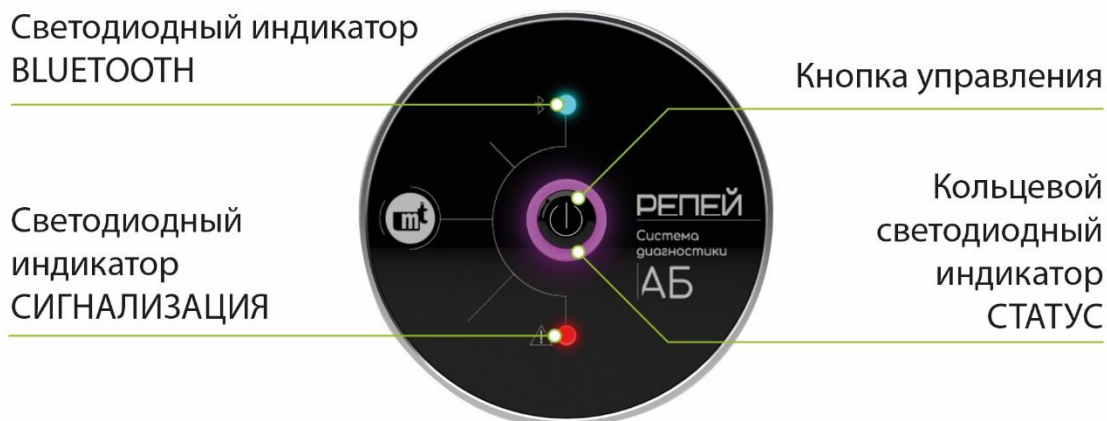 Светодиодный индикатор
BLUETOOTH
Кнопка управления
Светодиодный
индикатор
СИГНАЛИЗАЦИЯ
mt
РЕПЕЙ
Система
диагностики
АБ
Кольцевой
светодиодный
индикатор
СТАТУС